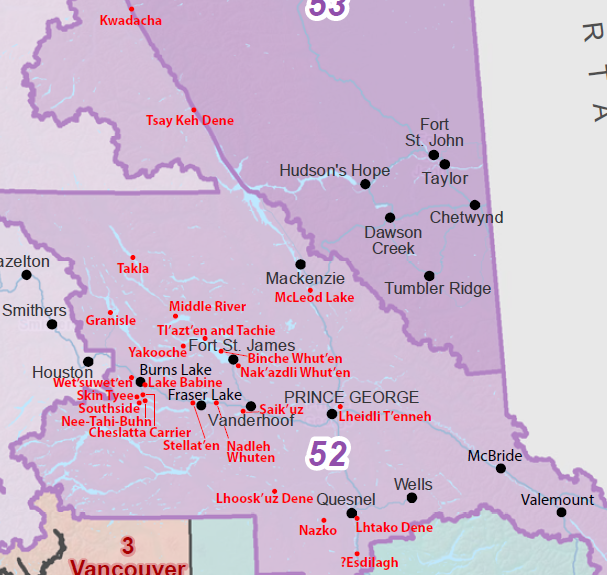 53
Kwadacha
R
T
A
Tsay Keh Dene
Fort
St. John
Taylor
Hudson's Hope
Chetwynd
Dawson
Creek
Tumbler Ridge
azelton
Takla
Mackenzie
McLeod Lake
Smithers
Granisle
Middle River
Tl'azt'en and Tachie
Yakooche
Fort St. James
Binche Whut'en
Nak'azdli Whut'en
Houston
Burns Lake
Wet'suwet'en
Lake Babine
Skin Tyee
Southside
Nee-Tahi-Buhn
Cheslatta Carrier
Fraser Lake
Stellat'en
Nadleh
Whuten
Vanderhoof
Saik'uz
PRINCE GEORGE
Lheidli T'enneh
52
McBride
Valemount
Wells
Lhoosk'uz Dene
Quesnel
Nazko
Lhtako Dene
?Esdilagh
3
Vancouver